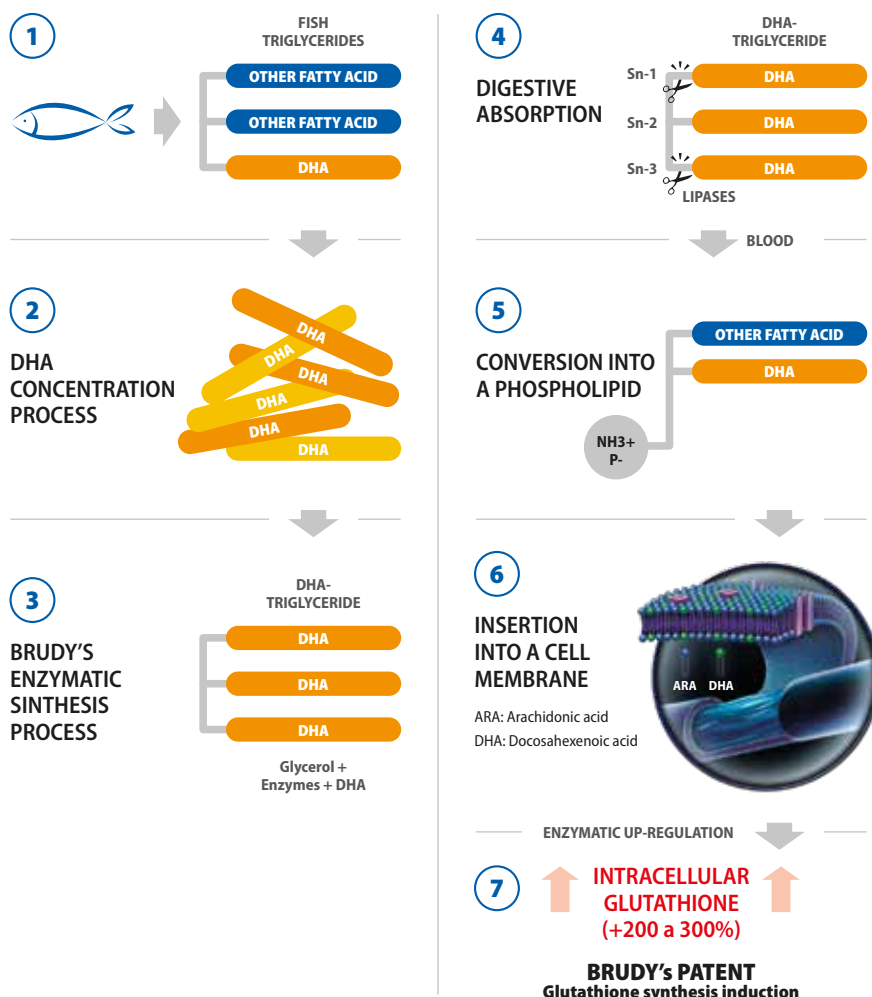 1
FISH
TRIGLYCERIDES
OTHER FATTY ACID
OTHER FATTY ACID
DHA
2
DHA
CONCENTRATION
PROCESS
DHA
DHA
DHA
DHA
DHA
DHA
3
BRUDY'S
ENZYMATIC
SINTHESIS
PROCESS
DHA-
TRIGLYCERIDE
DHA
DHA
DHA
Glycerol +
Enzymes + DHA
4
DIGESTIVE
ABSORPTION
DHA-
TRIGLYCERIDE
Sn-1 DHA
Sn-2 DHA
Sn-3 DHA
LIPASES
BLOOD
5
CONVERSION INTO
A PHOSPHOLIPID
OTHER FATTY ACID
DHA
NH3+
P-
6
INSERTION
INTO A CELL
MEMBRANE
ARA: Arachidonic acid
DHA: Docosahexenoic acid
ARA DHA
ENZYMATIC UP-REGULATION
7
INTRACELLULAR
GLUTATHIONE
(+200 a 300%)
BRUDY's PATENT
Glutathione synthesis induction